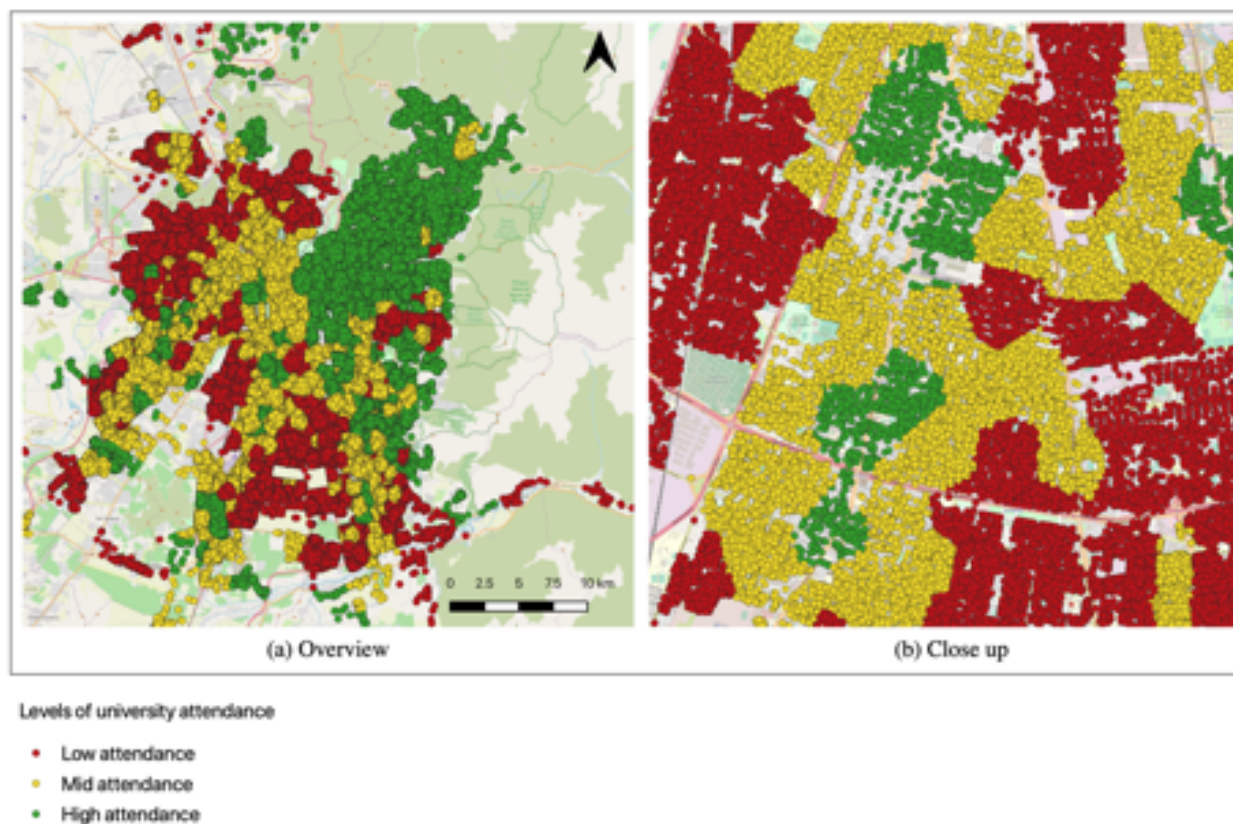 0 2.5 5 7.5 10 km
(a) Overview
(b) Close up
Levels of university attendance
Low attendance
Mid attendance
High attendance